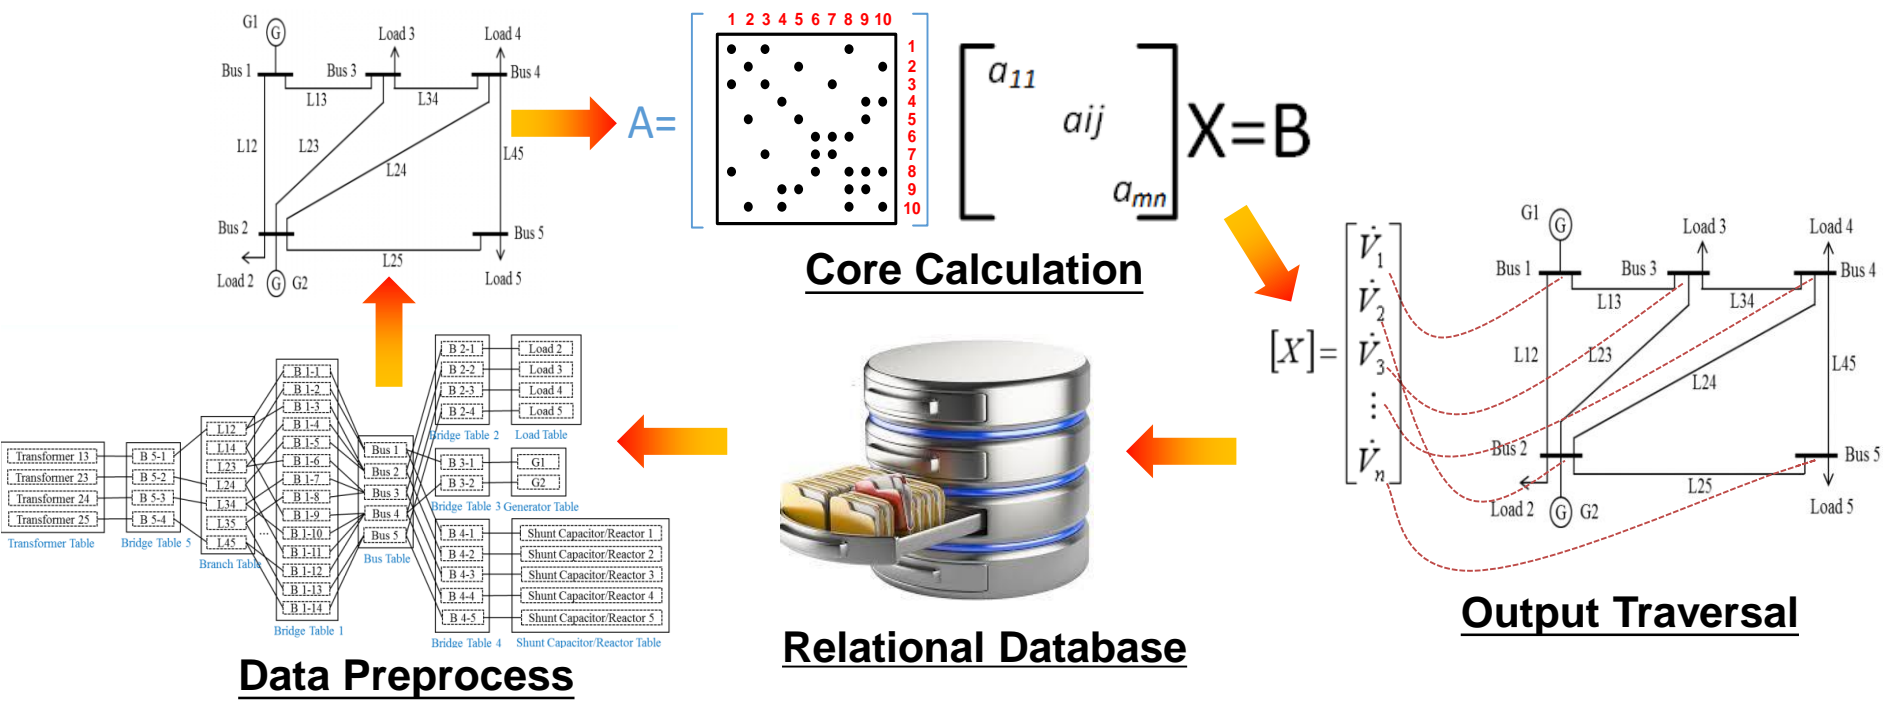 G1
G
Load 3
Load 4
Bus 1
Bus 3
Bus 4
L13
L34
L12
L23
L24
L45
Bus 2
Bus 5
L25
Load 2
G
G2
Load 5
A=
1 2 3 4 5 6 7 8 9 10
1
2
3
4
5
6
7
8
9
10
a11
aij
amn
X=B
Core Calculation
[X]=
V̇1
V̇2
V̇3
⋮
V̇n
G1
G
Load 3
Load 4
Bus 1
Bus 3
Bus 4
L13
L34
L12
L23
L24
L45
Bus 2
Bus 5
L25
Load 2
G
G2
Load 5
Output Traversal
Relational Database
Transformer 13
Transformer 23
Transformer 24
Transformer 25
Transformer Table
B 5-1
B 5-2
B 5-3
B 5-4
Bridge Table 5
L12
L14
L23
L24
L34
L35
L45
Branch Table
...
B 1-1
B 1-2
B 1-3
B 1-4
B 1-5
B 1-6
B 1-7
B 1-8
B 1-9
B 1-10
B 1-11
B 1-12
B 1-13
B 1-14
Bridge Table 1
Bus 1
Bus 2
Bus 3
Bus 4
Bus 5
Bus Table
B 2-1
B 2-2
B 2-3
B 2-4
Bridge Table 2
Load 2
Load 3
Load 4
Load 5
Load Table
B 3-1
B 3-2
Bridge Table 3
G1
G2
Generator Table
B 4-1
B 4-2
B 4-3
B 4-4
B 4-5
Bridge Table 4
Shunt Capacitor/Reactor 1
Shunt Capacitor/Reactor 2
Shunt Capacitor/Reactor 3
Shunt Capacitor/Reactor 4
Shunt Capacitor/Reactor 5
Shunt Capacitor/Reactor Table
Data Preprocess